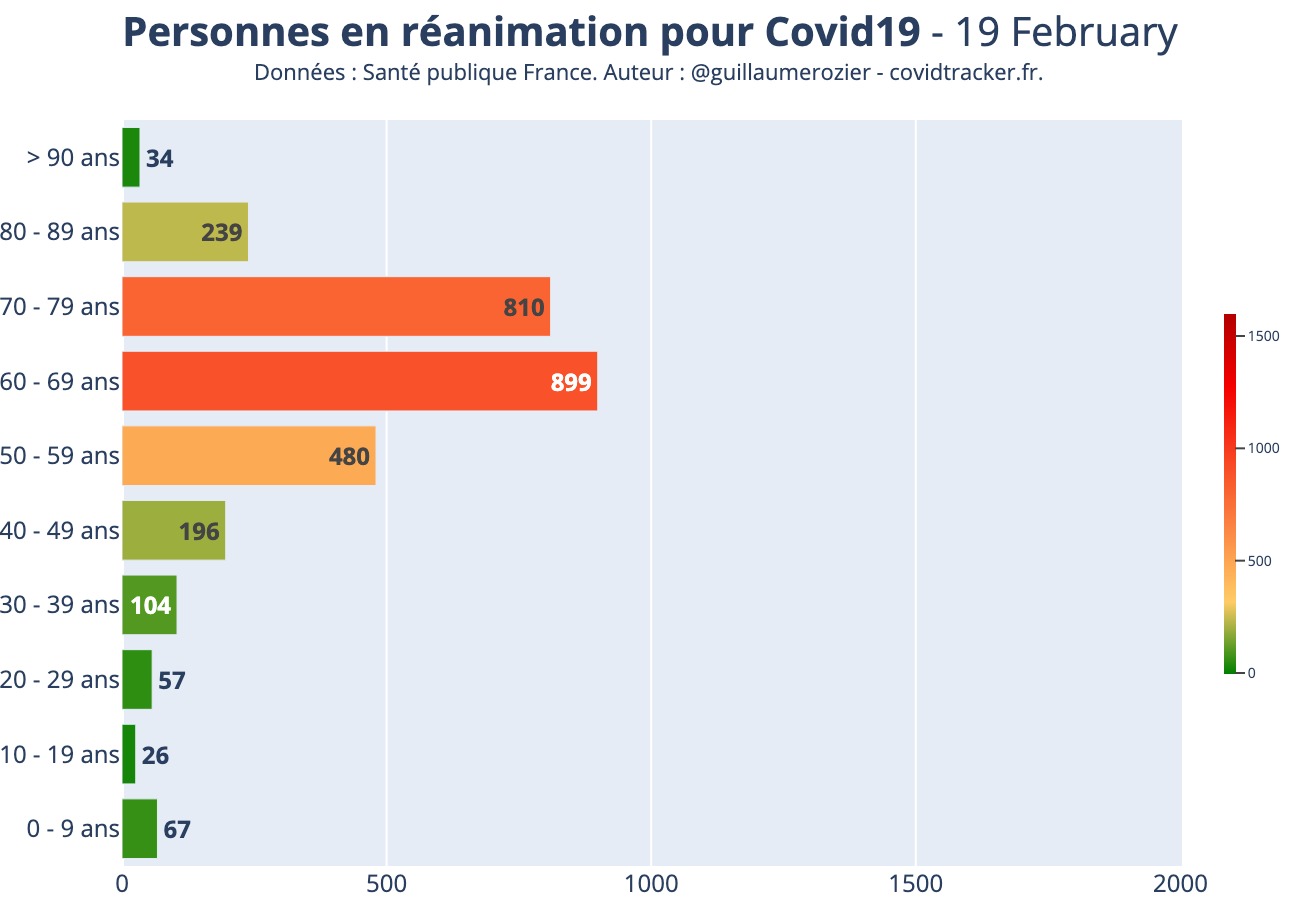 Personnes en réanimation pour Covid19 - 19 February
Données : Santé publique France. Auteur : @guillaumerozier - covidtracker.fr.
> 90 ans 34
80 - 89 ans 239
70 - 79 ans 810
60 - 69 ans 899
50 - 59 ans 480
40 - 49 ans 196
30 - 39 ans 104
20 - 29 ans 57
10 - 19 ans 26
0 - 9 ans 67
0 500 1000 1500 2000
1500
1000
500
0